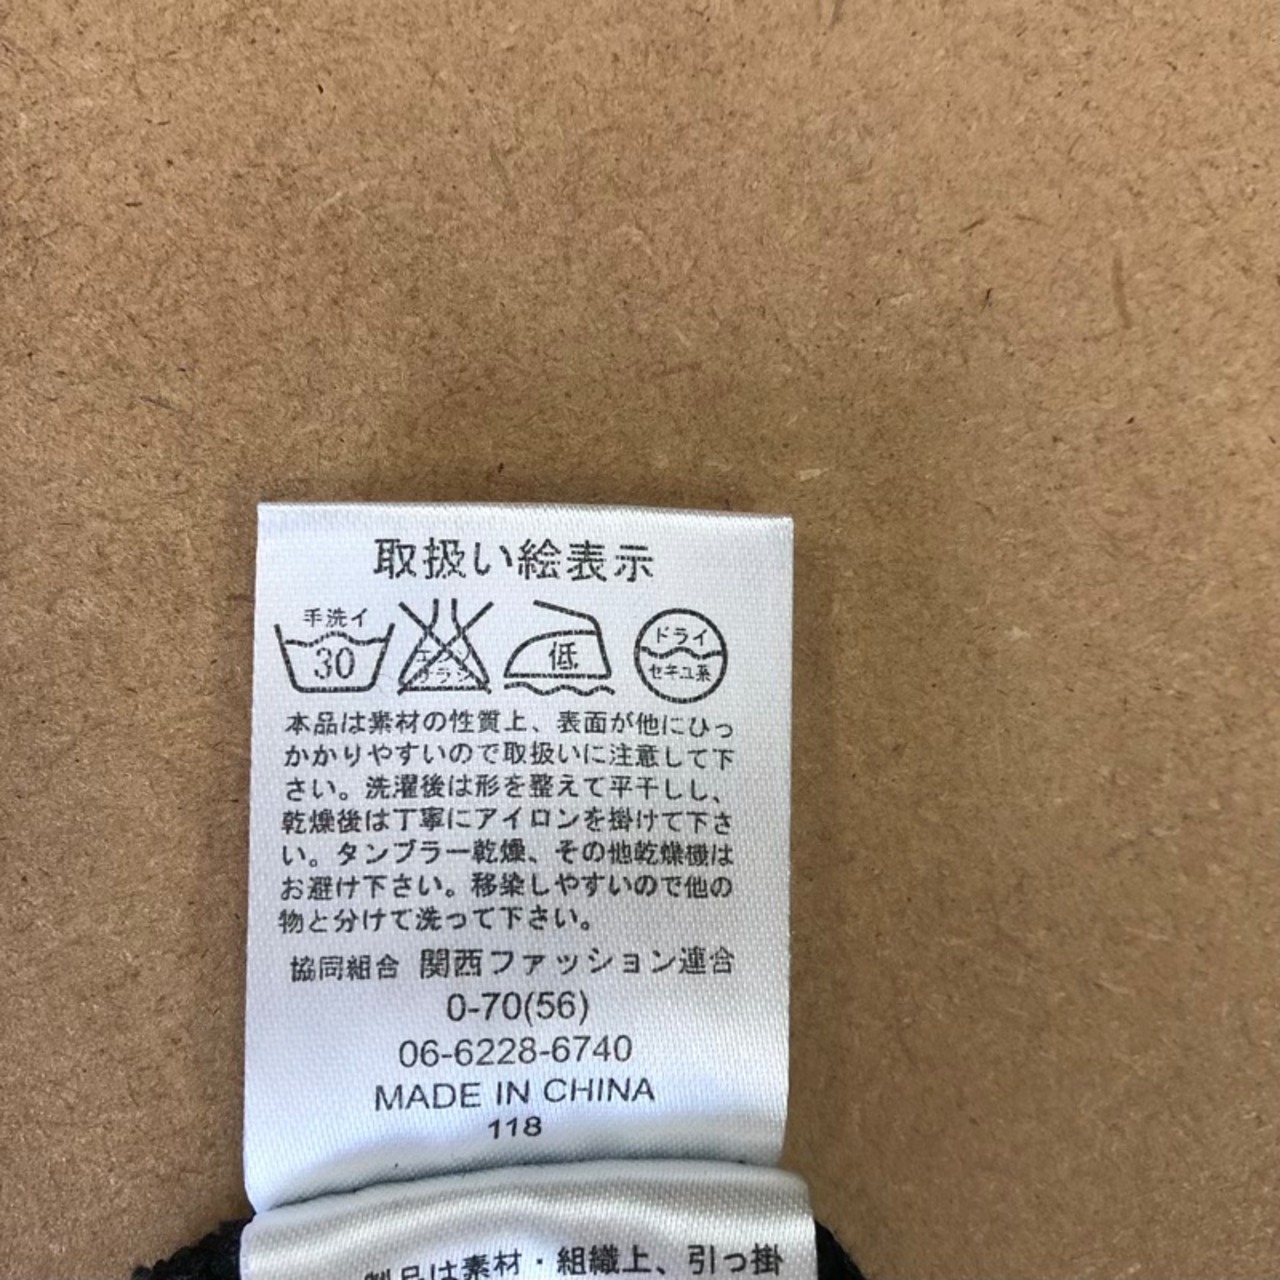 取扱い絵表示
手洗イ
30
エンソ
サラシ
低
ドライ
セキユ系
本品は素材の性質上、表面が他にひっ
かかりやすいので取扱いに注意して下
さい。洗濯後は形を整えて平干しし、
乾燥後は丁寧にアイロンを掛けて下さ
い。タンブラー乾燥、その他乾燥機は
お避け下さい。移染しやすいので他の
物と分けて洗って下さい。
協同組合 関西ファッション連合
0-70(56)
06-6228-6740
MADE IN CHINA
118
製品は素材・組織上、引っ掛